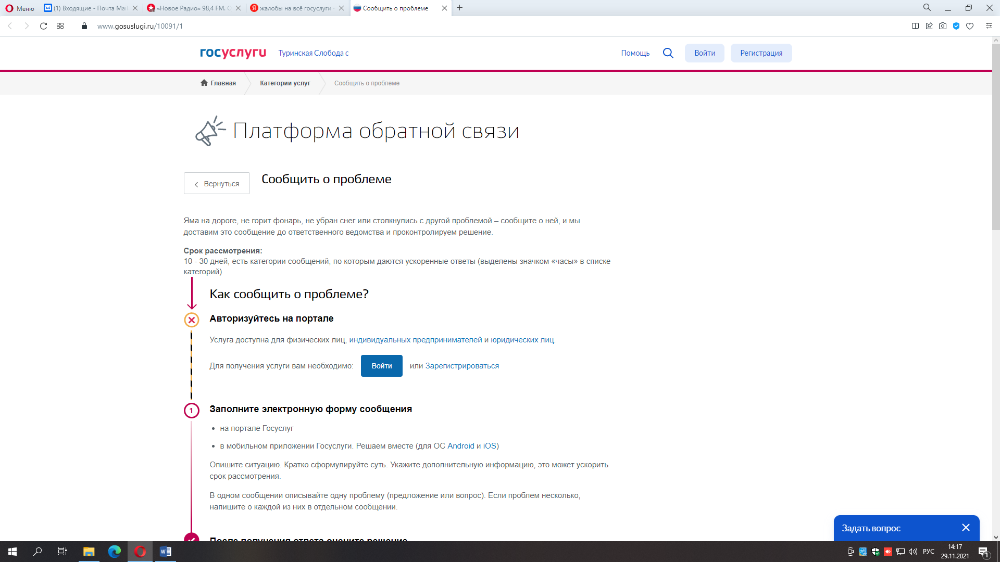 Меню
(1) Входящие - Почта Mail
«Новое Радио» 98,4 FM. С
жалобы на всё госуслуги
Сообщить о проблеме
www.gosuslugi.ru/10091/1
госуслуги
Туринская Слобода с
Помощь
Войти
Регистрация
Главная
Категории услуг
Сообщить о проблеме
Платформа обратной связи
Вернуться
Сообщить о проблеме
Яма на дороге, не горит фонарь, не убран снег или столкнулись с другой проблемой – сообщите о ней, и мы
доставим это сообщение до ответственного ведомства и проконтролируем решение.
Срок рассмотрения:
10 - 30 дней, есть категории сообщений, по которым даются ускоренные ответы (выделены значком «часы» в списке
категорий)
Как сообщить о проблеме?
Авторизуйтесь на портале
Услуга доступна для физических лиц, индивидуальных предпринимателей и юридических лиц.
Для получения услуги вам необходимо: Войти или Зарегистрироваться
1
Заполните электронную форму сообщения
на портале Госуслуг
в мобильном приложении Госуслуги. Решаем вместе (для ОС Android и iOS)
Опишите ситуацию. Кратко сформулируйте суть. Укажите дополнительную информацию, это может ускорить
срок рассмотрения.
В одном сообщении описывайте одну проблему (предложение или вопрос). Если проблем несколько,
напишите о каждой из них в отдельном сообщении.
После получения ответа оцените решение
Задать вопрос
РУС
14:17
29.11.2021
1